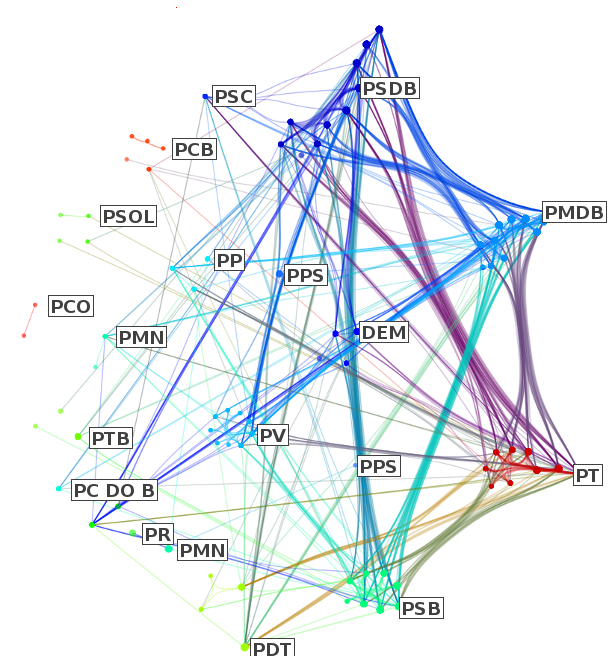 PSDB
PSC
PCB
PSOL
PMDB
PP
PPS
PCO
PMN
DEM
PTB
PV
PPS
PT
PC DO B
PR
PMN
PSB
PDT